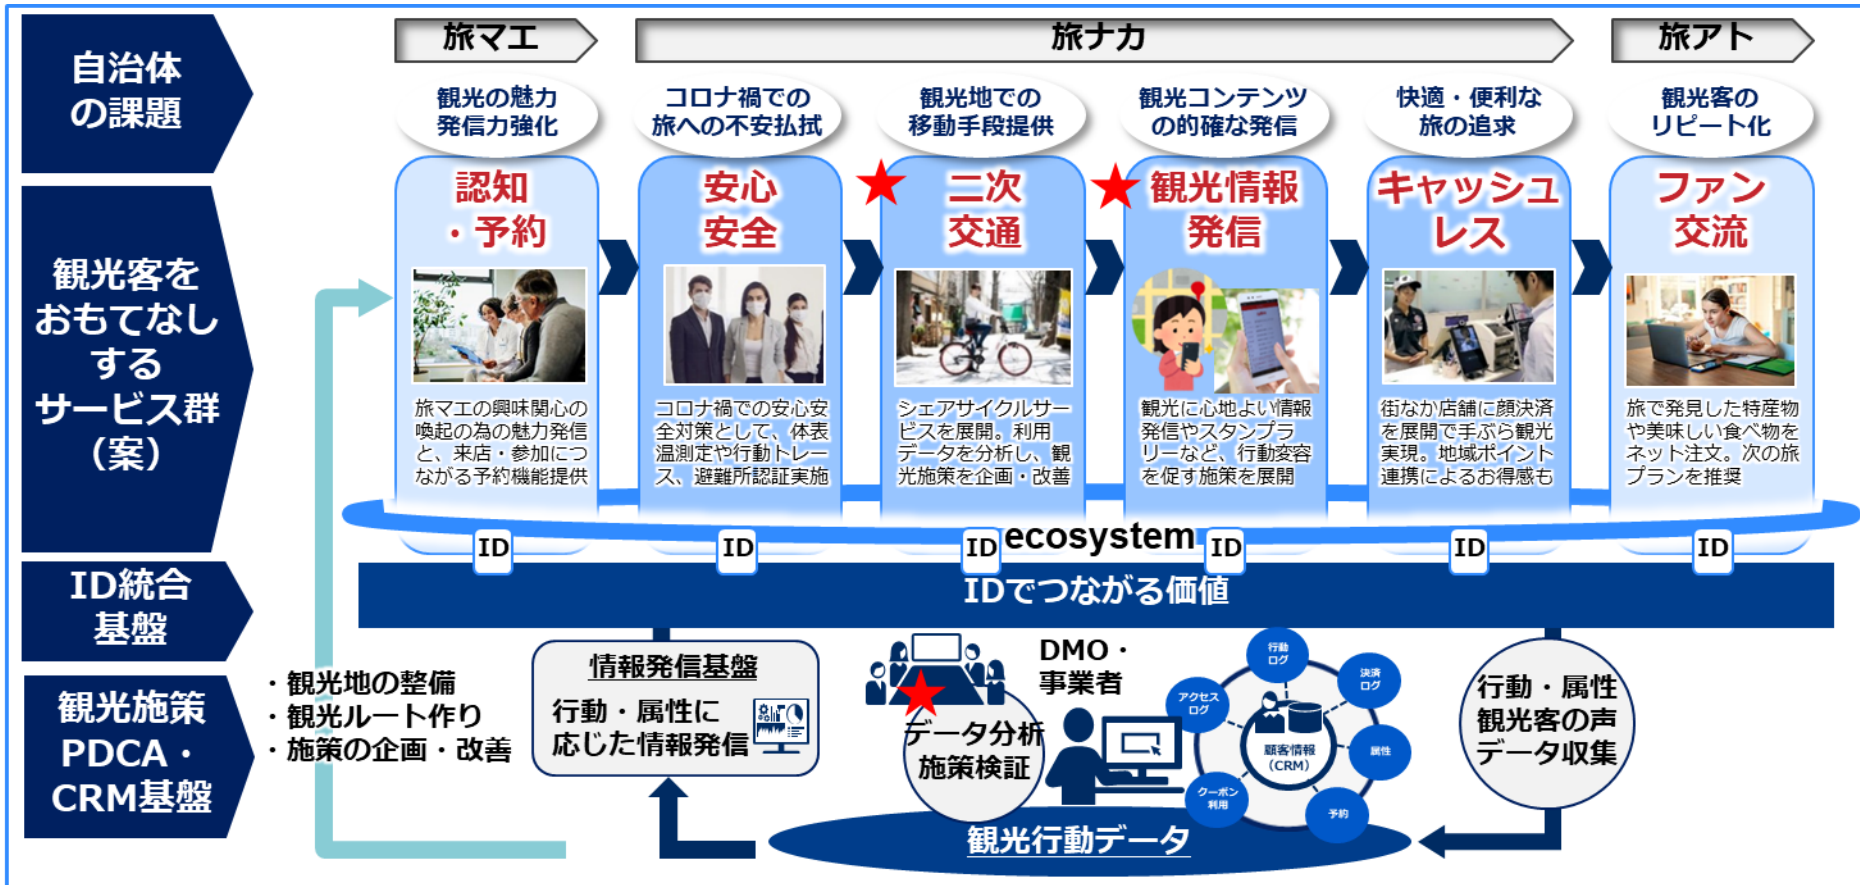 自治体
の課題
旅マエ
旅ナカ
旅アト
観光の魅力
発信力強化
コロナ禍での
旅への不安払拭
観光地での
移動手段提供
観光コンテンツ
の的確な発信
快適・便利な
旅の追求
観光客の
リピート化
観光客を
おもてなし
する
サービス群
（案）
認知
・予約
旅マエの興味関心の
喚起の為の魅力発信
と、来店・参加につ
ながる予約機能提供
安心
安全
コロナ禍での安心安
全対策として、体表
温測定や行動トレー
ス、避難所認証実施
二次
交通
シェアサイクルサー
ビスを展開。利用
データを分析し、観
光施策を企画・改善
観光情報
発信
観光に心地よい情報
発信やスタンプラ
リーなど、行動変容
を促す施策を展開
キャッシュ
レス
街なか店舗に顔決済
を展開で手ぶら観光
実現。地域ポイント
連携によるお得感も
ファン
交流
旅で発見した特産物
や美味しい食べ物を
ネット注文。次の旅
プランを推奨
ecosystem
ID
ID
ID
ID
ID
ID
ID統合
基盤
IDでつながる価値
観光施策
PDCA・
CRM基盤
・観光地の整備
・観光ルート作り
・施策の企画・改善
情報発信基盤
行動・属性に
応じた情報発信
データ分析
施策検証
DMO・
事業者
行動
ログ
決済
ログ
アクセス
ログ
属性
顧客情報
（CRM）
クーポン
利用
予約
行動・属性
観光客の声
データ収集
観光行動データ